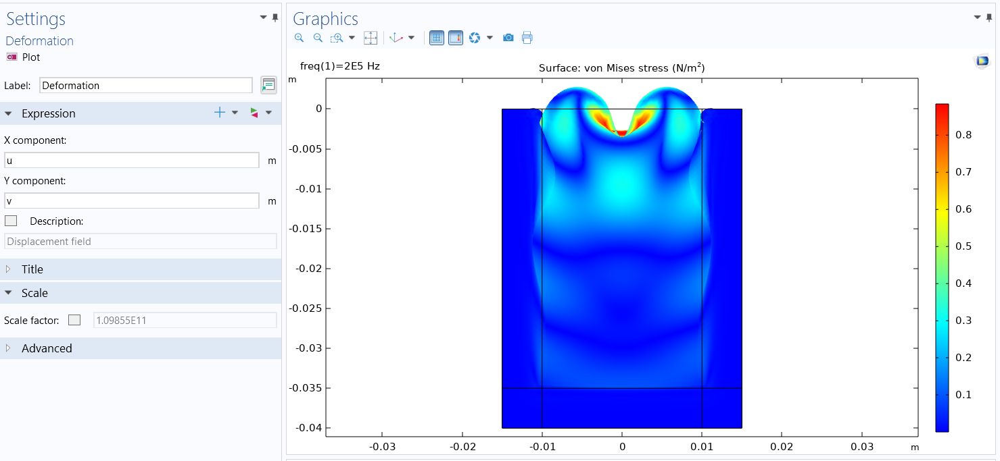 Settings
Deformation
Plot
Label: Deformation
Expression
X component:
u m
Y component:
v m
Description:
Displacement field
Title
Scale
Scale factor: 1.09855E11
Advanced
Graphics
freq(1)=2E5 Hz Surface: von Mises stress (N/m²)
m
0
-0.005
-0.01
-0.015
-0.02
-0.025
-0.03
-0.035
-0.04
-0.03 -0.02 -0.01 0 0.01 0.02 0.03 m
0.8
0.7
0.6
0.5
0.4
0.3
0.2
0.1